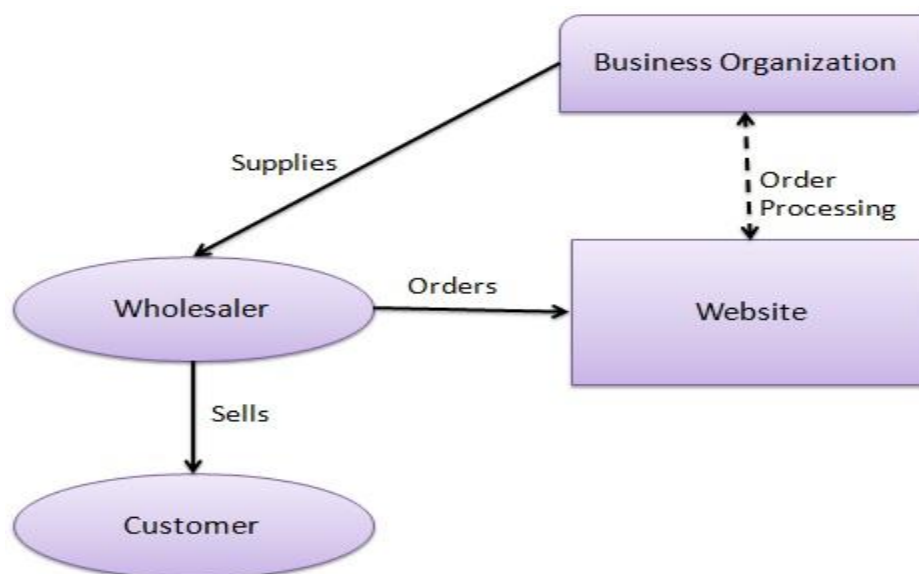 Business Organization
Supplies
Order
Processing
Wholesaler
Orders
Website
Sells
Customer